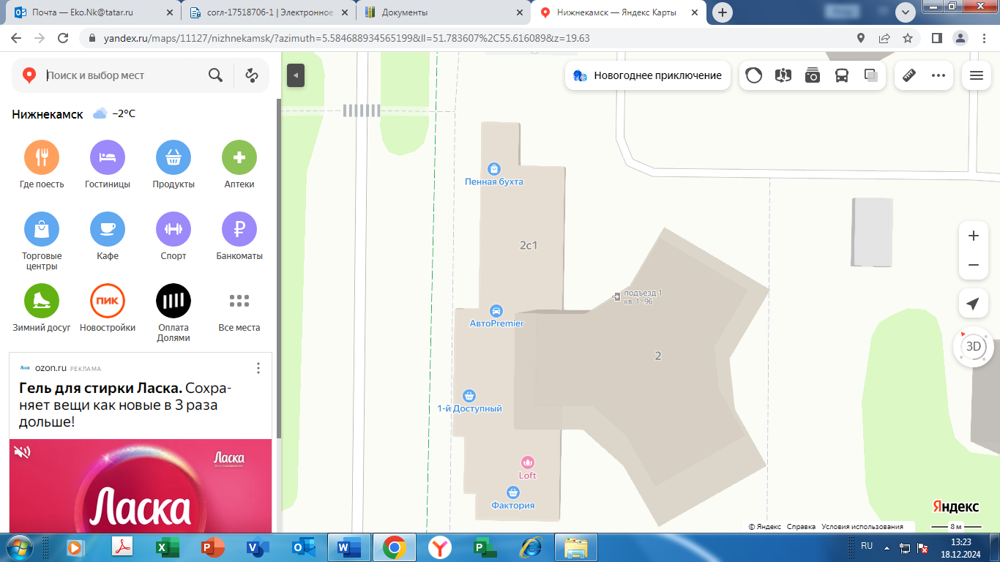 Почта — Eko.Nk@tatar.ru
согл-17518706-1 | Электронное
Документы
Нижнекамск — Яндекс Карты
yandex.ru/maps/11127/nizhnekamsk/?azimuth=5.584688934565199&ll=51.783607%2C55.616089&z=19.63
Поиск и выбор мест
Новогоднее приключение
Нижнекамск
−2°C
Где поесть
Гостиницы
Продукты
Аптеки
Торговые
центры
Кафе
Спорт
Банкоматы
ПИК
Зимний досуг
Новостройки
Оплата
Долями
Все места
ozon.ru РЕКЛАМА
Гель для стирки Ласка. Сохра-
няет вещи как новые в 3 раза
дольше!
Ласка
Ласка
Пенная бухта
2с1
подъезд 1
кв. 1–96
АвтоPremier
2
1-й Доступный
Loft
Фактория
3D
Яндекс
© Яндекс Справка Условия использования
8 м
RU
13:23
18.12.2024